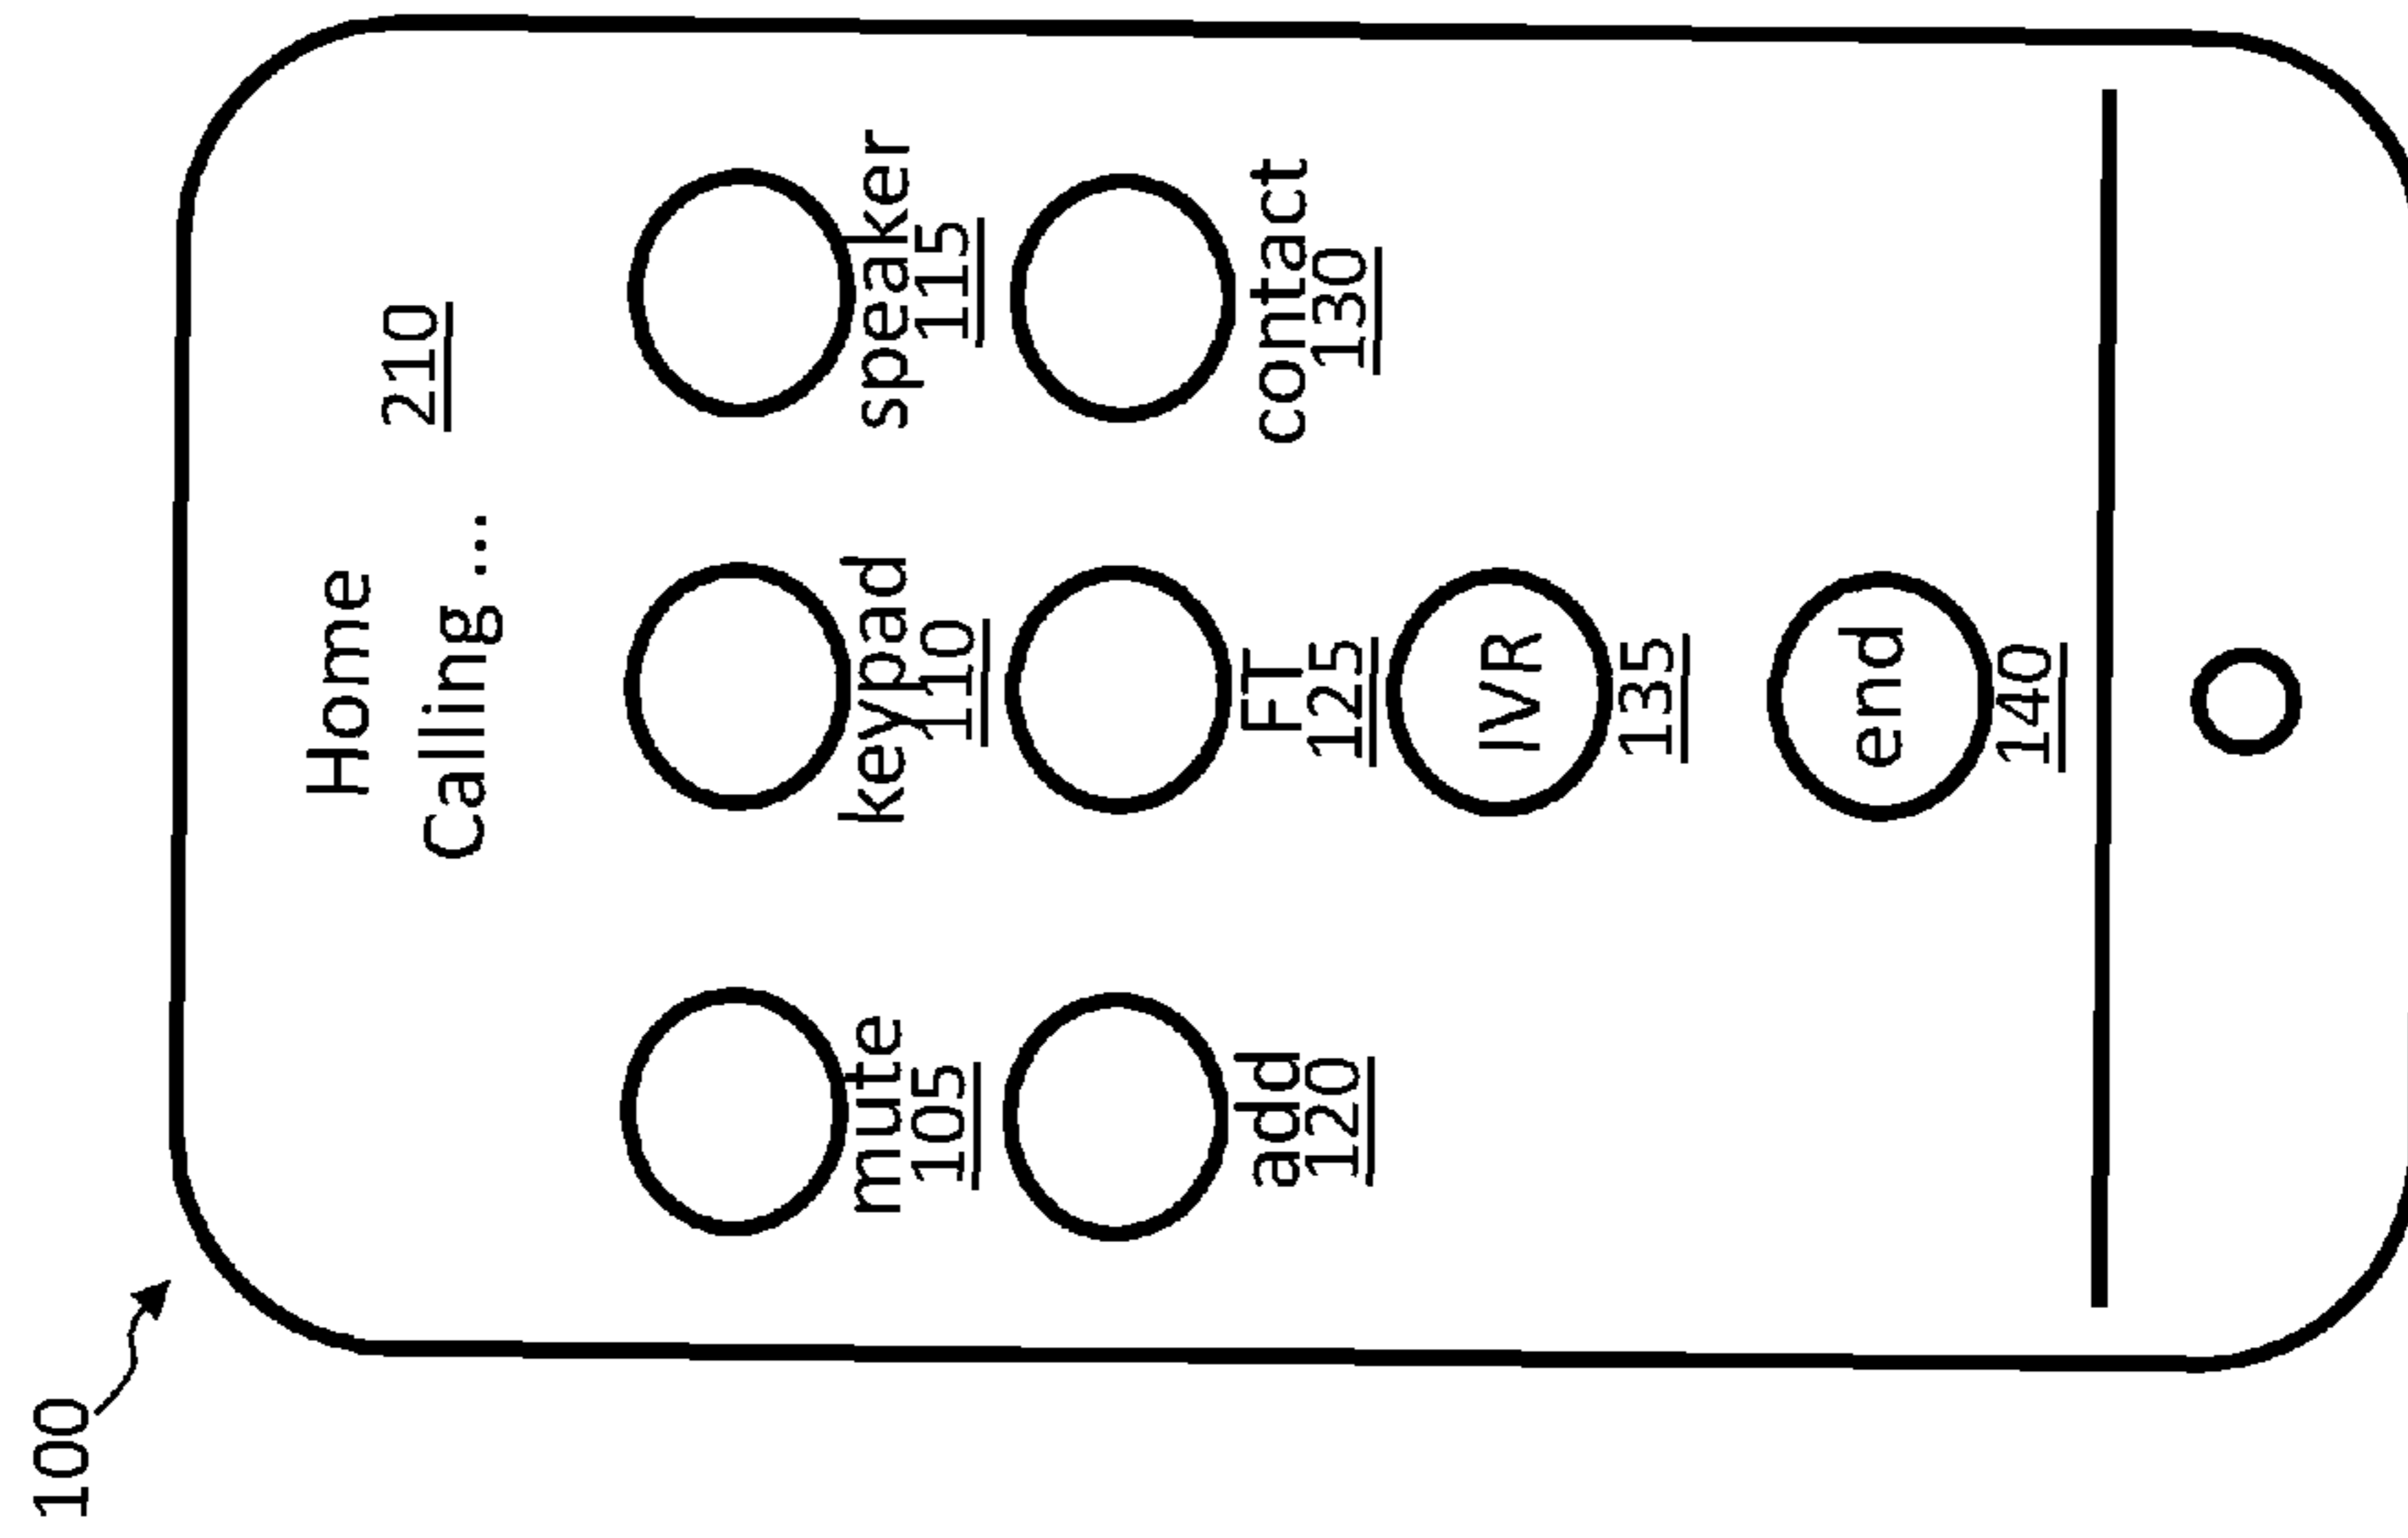 100
Home
Calling ...
210
mute
105
keypad
110
speaker
115
add
120
FT
125
contact
130
IVR
135
end
140